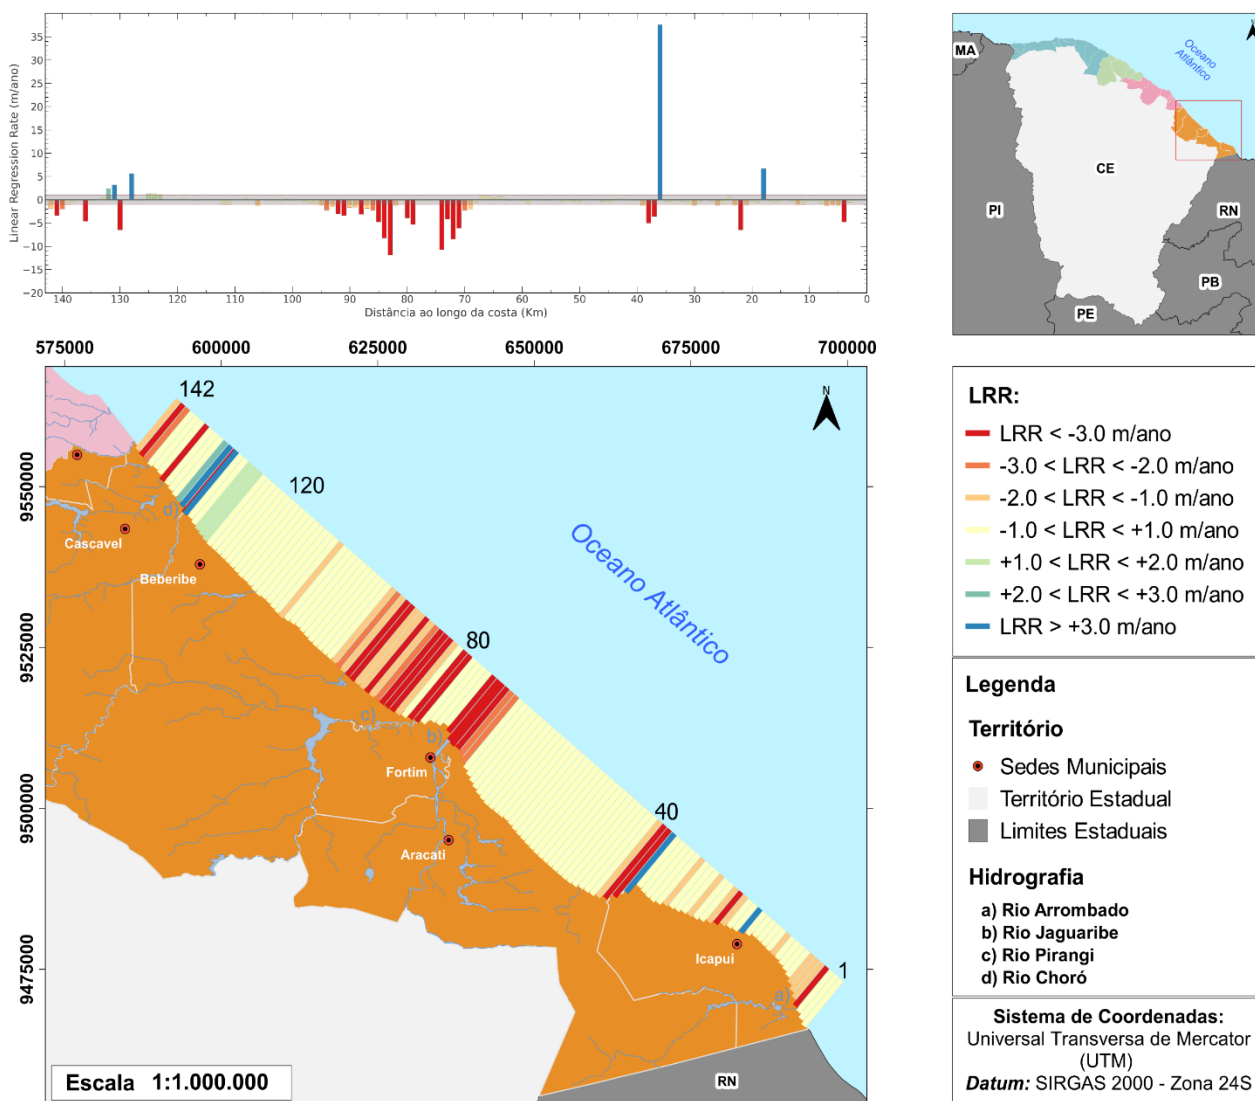 Linear Regression Rate (m/ano)
35
30
25
20
15
10
5
0
−5
−10
−15
−20
140 130 120 110 100 90 80 70 60 50 40 30 20 10 0
Distância ao longo da costa (Km)
N
MA
Oceano
Atlântico
CE
PI
RN
PB
PE
575000 600000 625000 650000 675000 700000
9550000
9525000
9500000
9475000
142
120
80
40
1
N
Oceano Atlântico
d)
Cascavel
Beberibe
c)
b)
Fortim
Aracati
Icapuí
a)
RN
Escala 1:1.000.000
LRR:
LRR < -3.0 m/ano
-3.0 < LRR < -2.0 m/ano
-2.0 < LRR < -1.0 m/ano
-1.0 < LRR < +1.0 m/ano
+1.0 < LRR < +2.0 m/ano
+2.0 < LRR < +3.0 m/ano
LRR > +3.0 m/ano
Legenda
Território
Sedes Municipais
Território Estadual
Limites Estaduais
Hidrografia
a) Rio Arrombado
b) Rio Jaguaribe
c) Rio Pirangi
d) Rio Choró
Sistema de Coordenadas:
Universal Transversa de Mercator
(UTM)
Datum: SIRGAS 2000 - Zona 24S